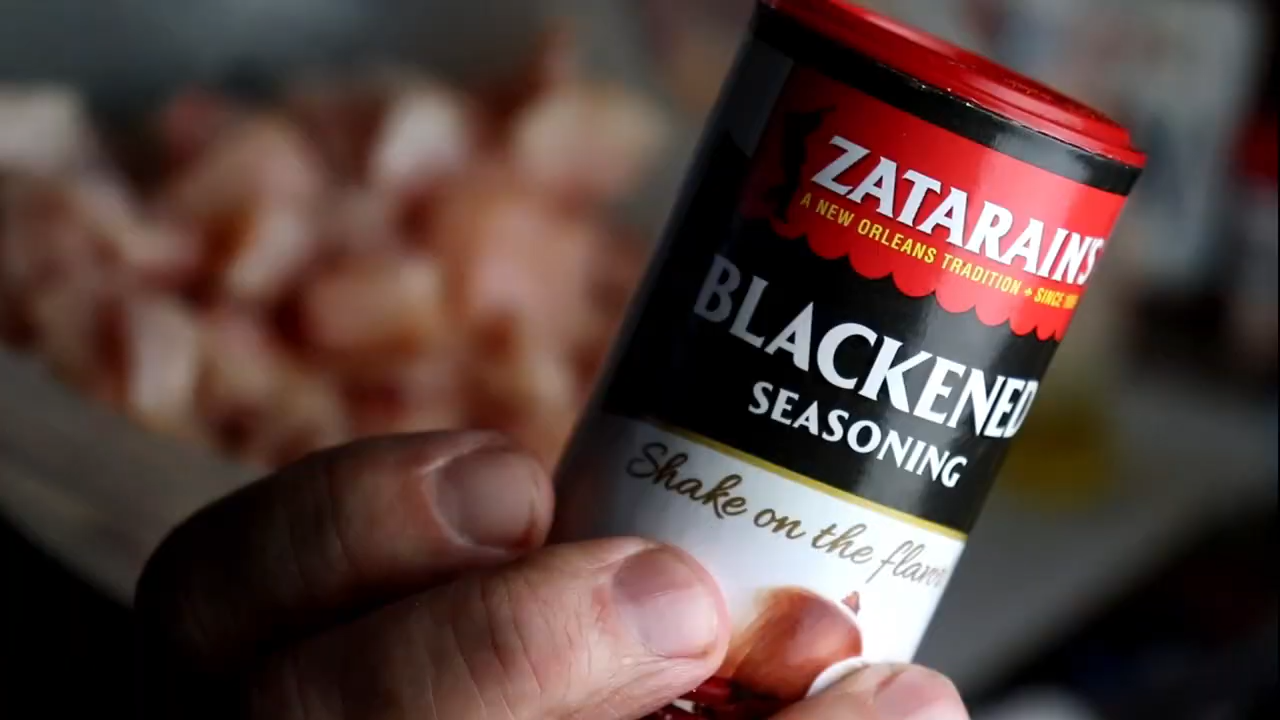 ZATARAIN'S
A NEW ORLEANS TRADITION + SINCE
BLACKENED
SEASONING
Shake on the flavor